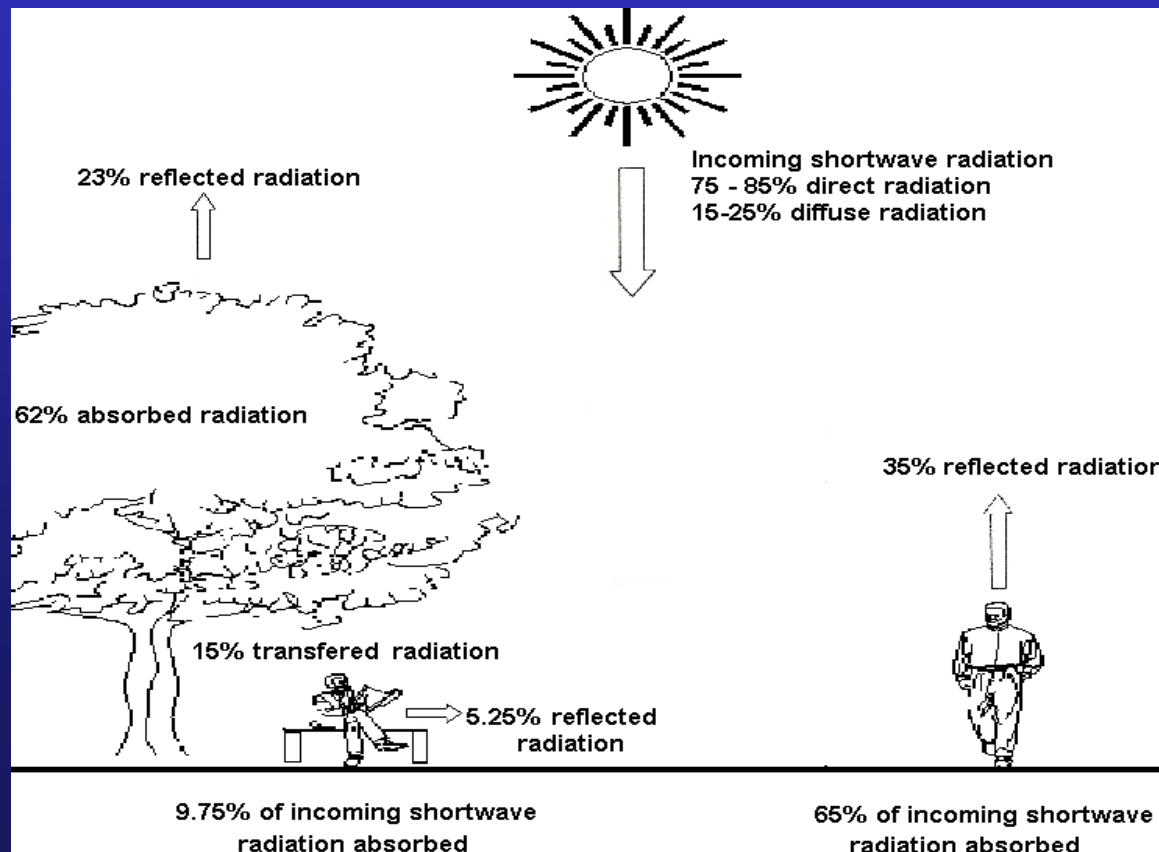 Incoming shortwave radiation
75 - 85% direct radiation
15-25% diffuse radiation
23% reflected radiation
62% absorbed radiation
35% reflected radiation
15% transfered radiation
5.25% reflected
radiation
9.75% of incoming shortwave
radiation absorbed
65% of incoming shortwave
radiation absorbed